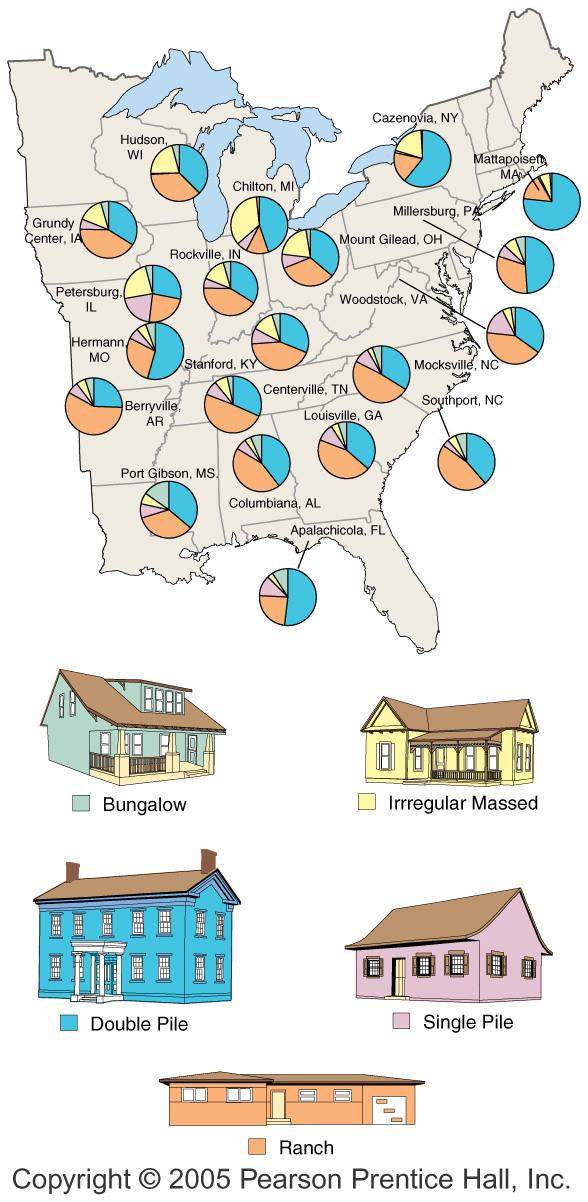 Cazenovia, NY
Hudson,
WI
Mattapoisett,
MA
Chilton, MI
Millersburg, PA
Grundy
Center, IA
Mount Gilead, OH
Rockville, IN
Petersburg,
IL
Woodstock, VA
Hermann,
MO
Stanford, KY
Mocksville, NC
Centerville, TN
Southport, NC
Berryville,
AR
Louisville, GA
Port Gibson, MS.
Columbiana, AL
Apalachicola, FL
Bungalow
Irrregular Massed
Double Pile
Single Pile
Ranch
Copyright © 2005 Pearson Prentice Hall, Inc.